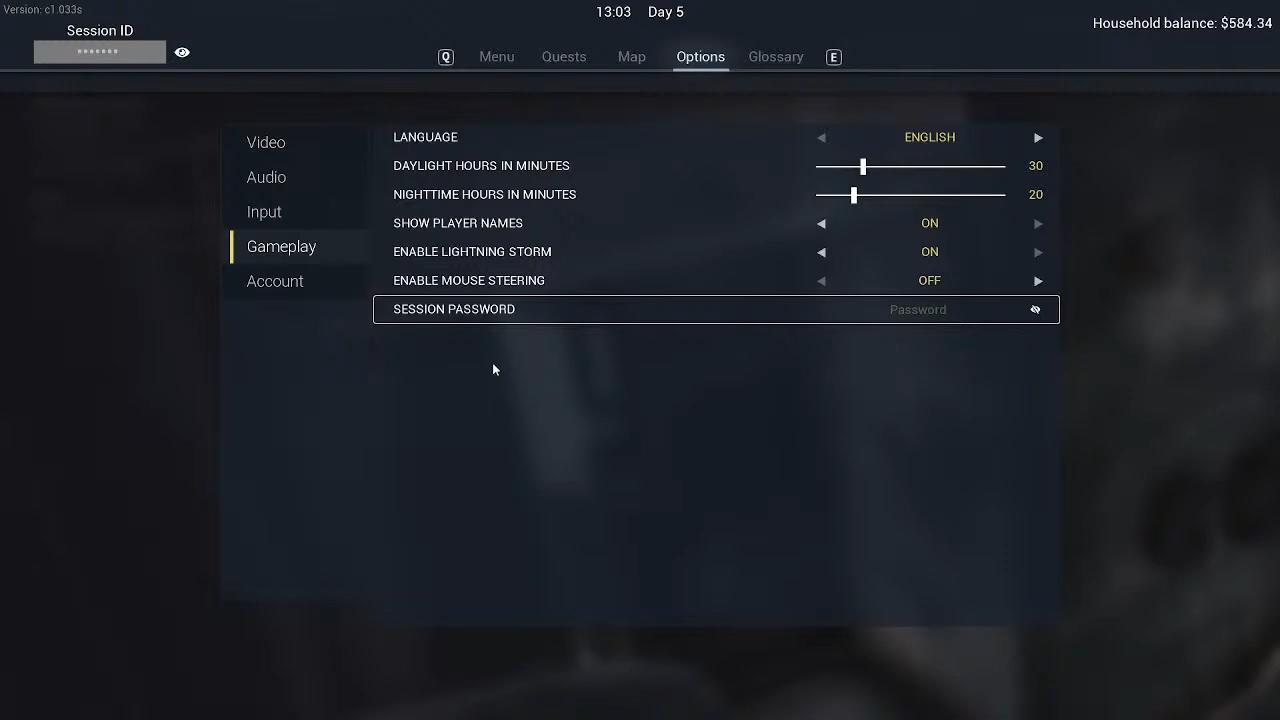 Version: c1.033s
Session ID
•••••••
13:03 Day 5
Household balance: $584.34
Q Menu Quests Map Options Glossary E
Video
Audio
Input
Gameplay
Account
LANGUAGE ENGLISH
DAYLIGHT HOURS IN MINUTES 30
NIGHTTIME HOURS IN MINUTES 20
SHOW PLAYER NAMES ON
ENABLE LIGHTNING STORM ON
ENABLE MOUSE STEERING OFF
SESSION PASSWORD Password